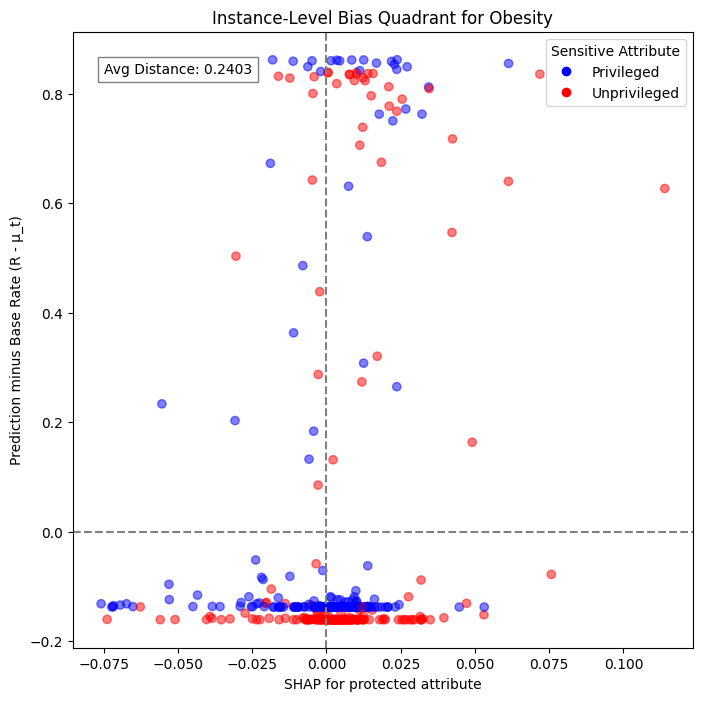 Instance-Level Bias Quadrant for Obesity
Avg Distance: 0.2403
Sensitive Attribute
Privileged
Unprivileged
Prediction minus Base Rate (R - μ_t)
0.8
0.6
0.4
0.2
0.0
−0.2
−0.075
−0.050
−0.025
0.000
0.025
0.050
0.075
0.100
SHAP for protected attribute